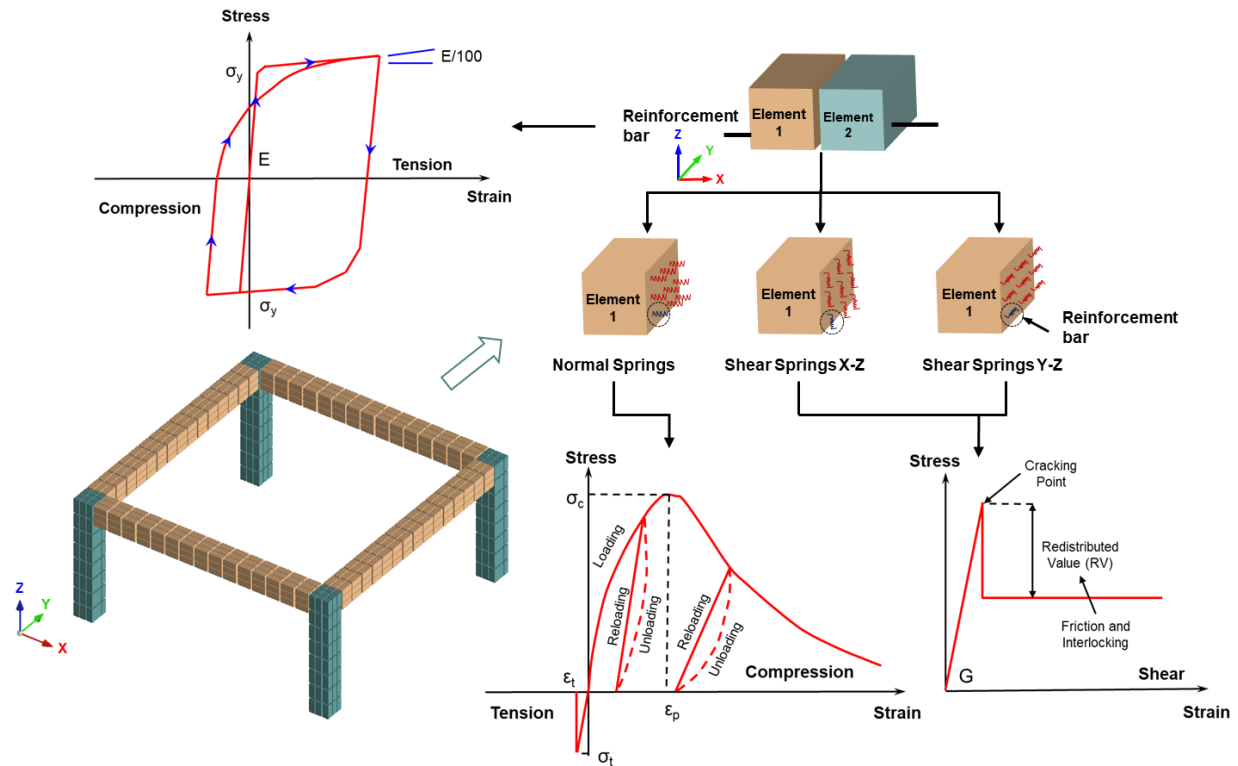 Stress
σy
E/100
E
Tension
Strain
Compression
σy
Reinforcement
bar
Z
Y
X
Element
1
Element
2
Element
1
Normal Springs
Element
1
Shear Springs X-Z
Element
1
Shear Springs Y-Z
Reinforcement
bar
Z
Y
X
Stress
σc
Loading
Reloading
Unloading
Reloading
Unloading
Compression
εt
Tension
εp
Strain
σt
Stress
Cracking
Point
Redistributed
Value (RV)
Friction and
Interlocking
G
Shear
Strain